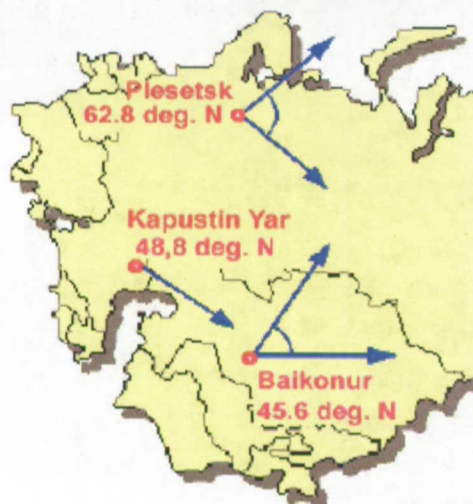 Plesetsk
62.8 deg. N
Kapustin Yar
48,8 deg. N
Baikonur
45.6 deg. N